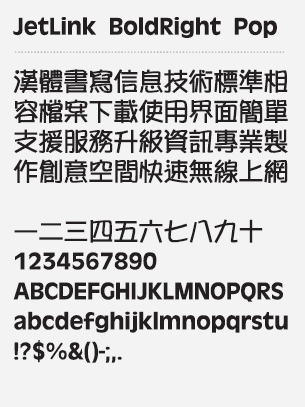 JetLink BoldRight Pop
漢體書寫信息技術標準相
容檔案下載使用界面簡單
支援服務升級資訊專業製
作創意空間快速無線上網
一二三四五六七八九十
1234567890
ABCDEFGHIJKLMNOPQRS
abcdefghijklmnopqrstu
!?$%&()-;,.